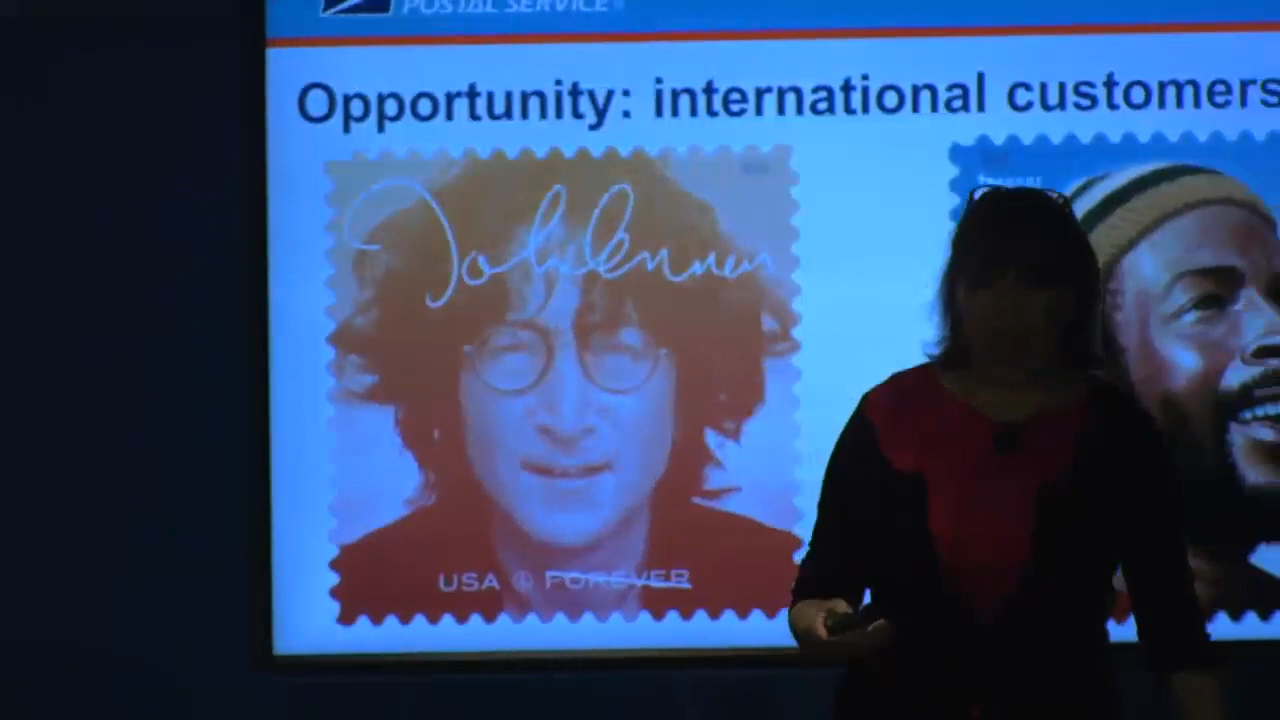 POSTAL SERVICE
Opportunity: international customers
John Lennon
USA FOREVER